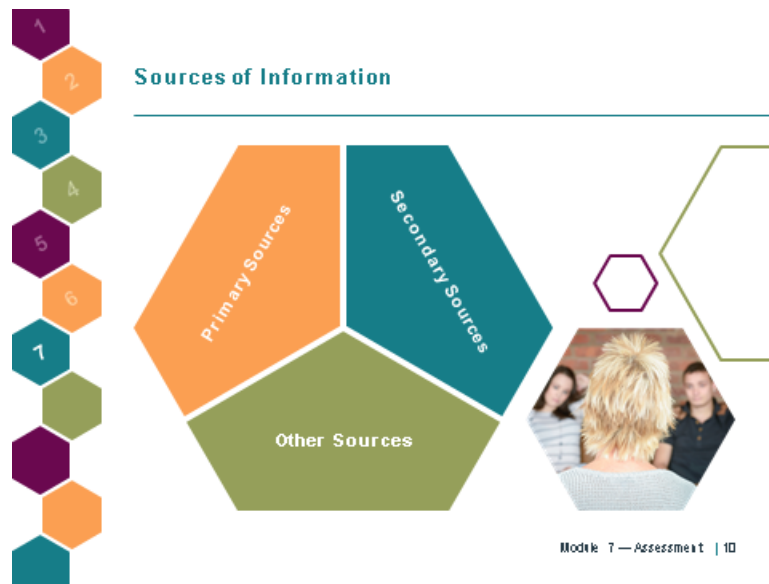 1
2
3
4
5
6
7
Sources of Information
Primary Sources
Secondary Sources
Other Sources
Module 7 — Assessment | 10